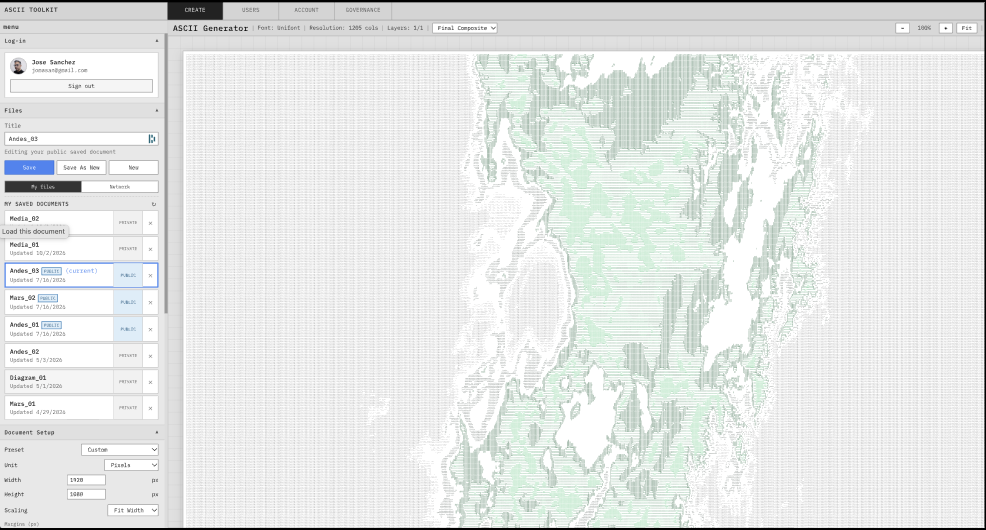 ASCII TOOLKIT
CREATE USERS ACCOUNT GOVERNANCE
menu
ASCII Generator Font: Unifont Resolution: 1205 cols Layers: 1/1 Final Composite - 100% + Fit
Log-in
Jose Sanchez
jomasan@gmail.com
Sign out
Files
Title
Andes_03
Editing your public saved document
Save Save As New New
My Files Network
MY SAVED DOCUMENTS
Media_02 PRIVATE ×
Load this document
Media_01 PRIVATE ×
Updated 10/2/2026
Andes_03 PUBLIC (current) PUBLIC ×
Updated 7/16/2026
Mars_02 PUBLIC PUBLIC ×
Updated 7/16/2026
Andes_01 PUBLIC PUBLIC ×
Updated 7/16/2026
Andes_02 PRIVATE ×
Updated 5/3/2026
Diagram_01 PRIVATE ×
Updated 5/1/2026
Mars_01 PRIVATE ×
Updated 4/29/2026
Document Setup
Preset Custom
Unit Pixels
Width 1920 px
Height 1080 px
Scaling Fit Width
Margins (px)